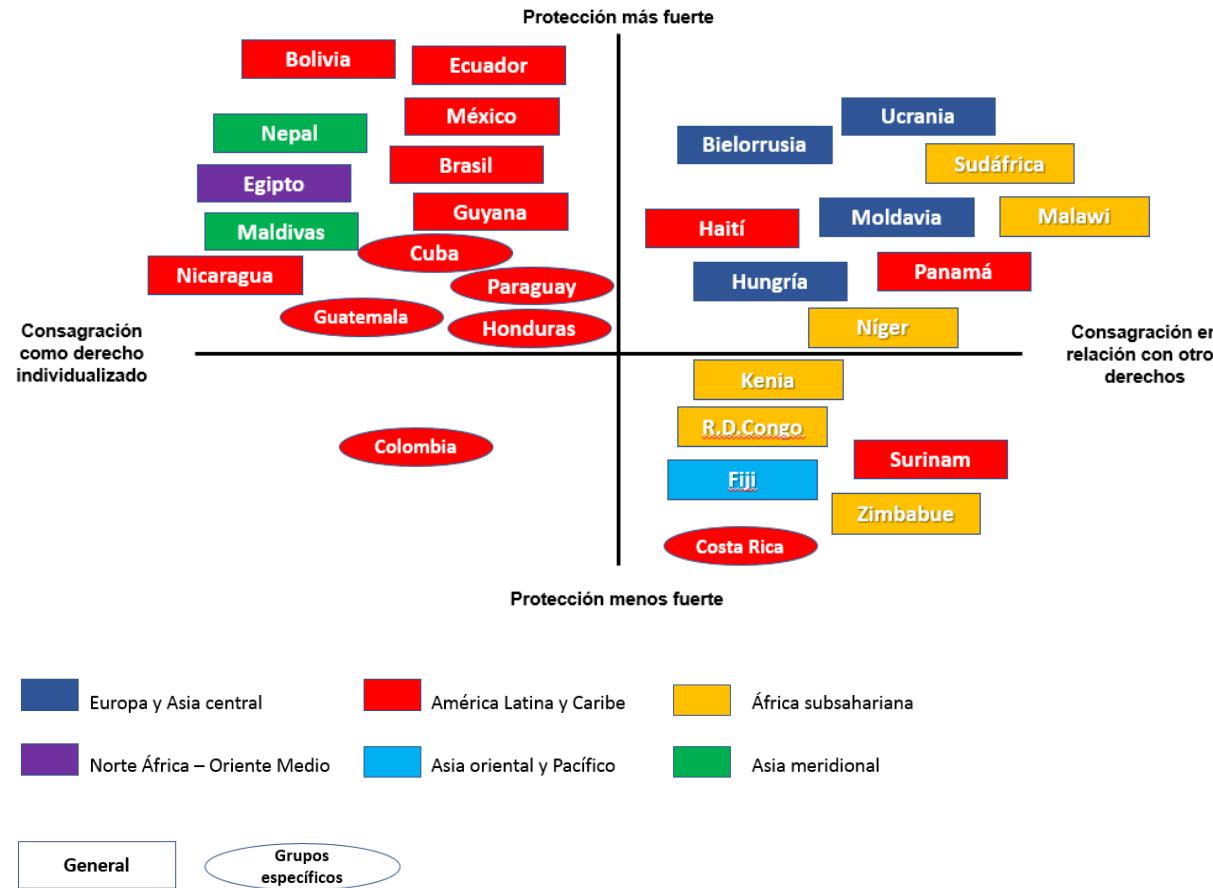 Protección más fuerte
Bolivia
Ecuador
México
Nepal
Brasil
Egipto
Guyana
Maldivas
Cuba
Nicaragua
Paraguay
Guatemala
Honduras
Ucrania
Bielorrusia
Sudáfrica
Haití
Moldavia
Malawi
Hungría
Panamá
Níger
Consagración
como derecho
individualizado
Consagración en
relación con otro
derechos
Colombia
Kenia
R.D.Congo
Surinam
Fiji
Zimbabue
Costa Rica
Protección menos fuerte
Europa y Asia central
América Latina y Caribe
África subsahariana
Norte África – Oriente Medio
Asia oriental y Pacífico
Asia meridional
General
Grupos
específicos